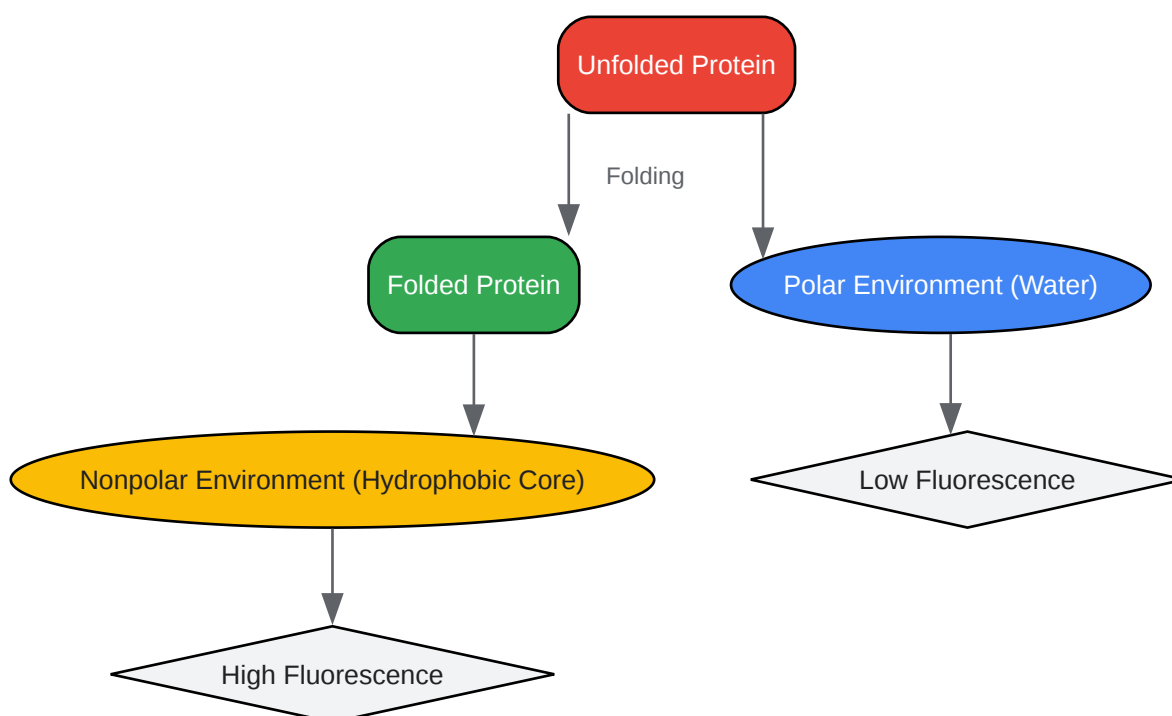 Unfolded Protein
Folding
Folded Protein
Polar Environment (Water)
Nonpolar Environment (Hydrophobic Core)
Low Fluorescence
High Fluorescence